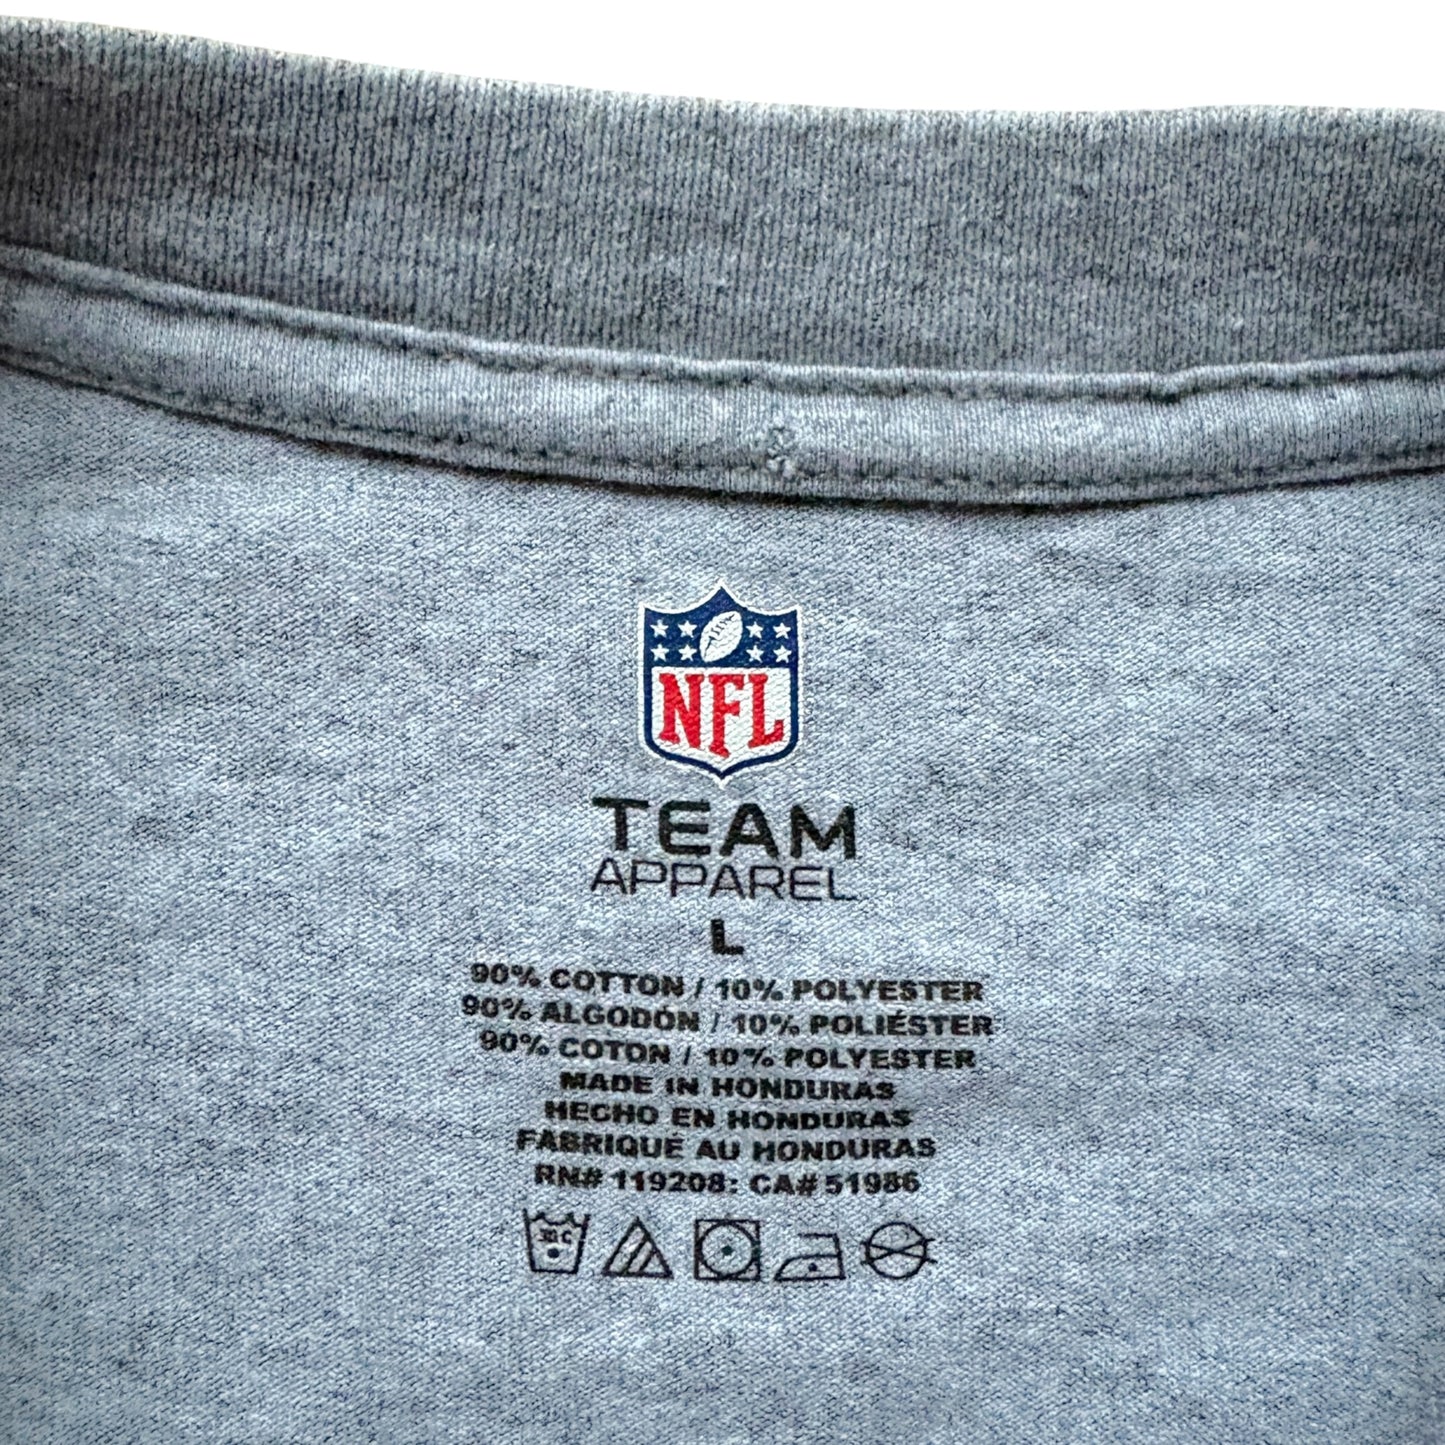 NFL
TEAM
APPAREL
L
90% COTTON / 10% POLYESTER
90% ALGODÓN / 10% POLIÉSTER
90% COTON / 10% POLYESTER
MADE IN HONDURAS
HECHO EN HONDURAS
FABRIQUÉ AU HONDURAS
RN# 119208: CA# 51986
30 C